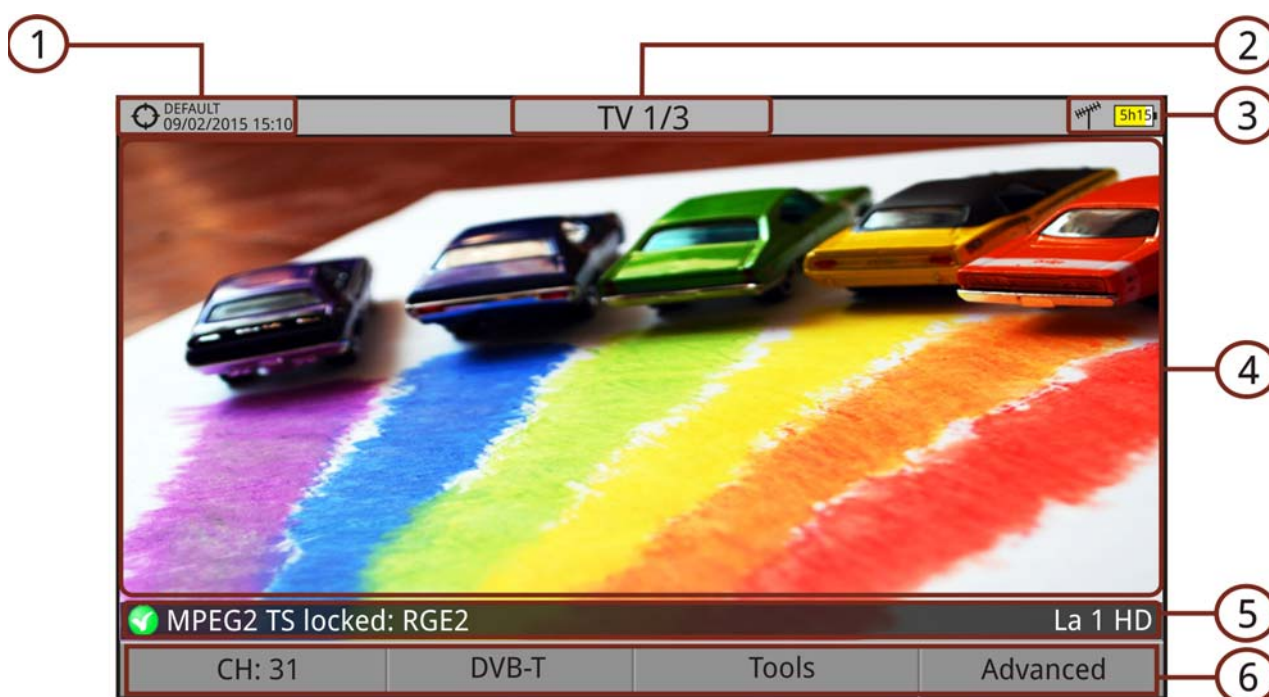 1
2
DEFAULT
09/02/2015 15:10
TV 1/3
5h15
3
4
MPEG2 TS locked: RGE2
La 1 HD
5
CH: 31
DVB-T
Tools
Advanced
6